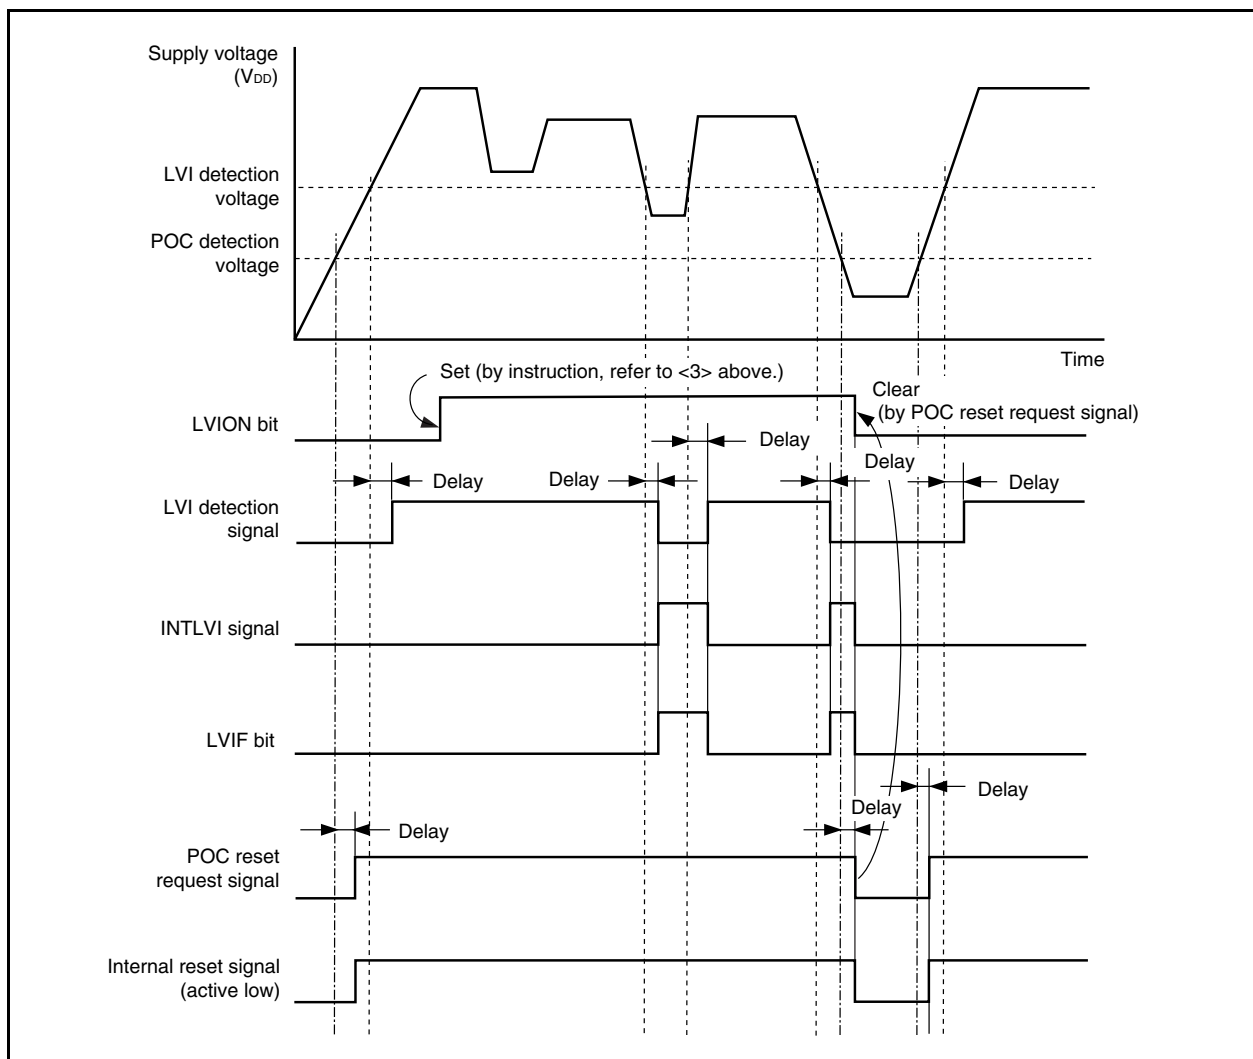 Supply voltage
(VDD)
LVI detection
voltage
POC detection
voltage
Time
Set (by instruction, refer to <3> above.)
Clear
(by POC reset request signal)
LVION bit
Delay
Delay
Delay
Delay
Delay
LVI detection
signal
INTLVI signal
LVIF bit
Delay
Delay
Delay
POC reset
request signal
Internal reset signal
(active low)